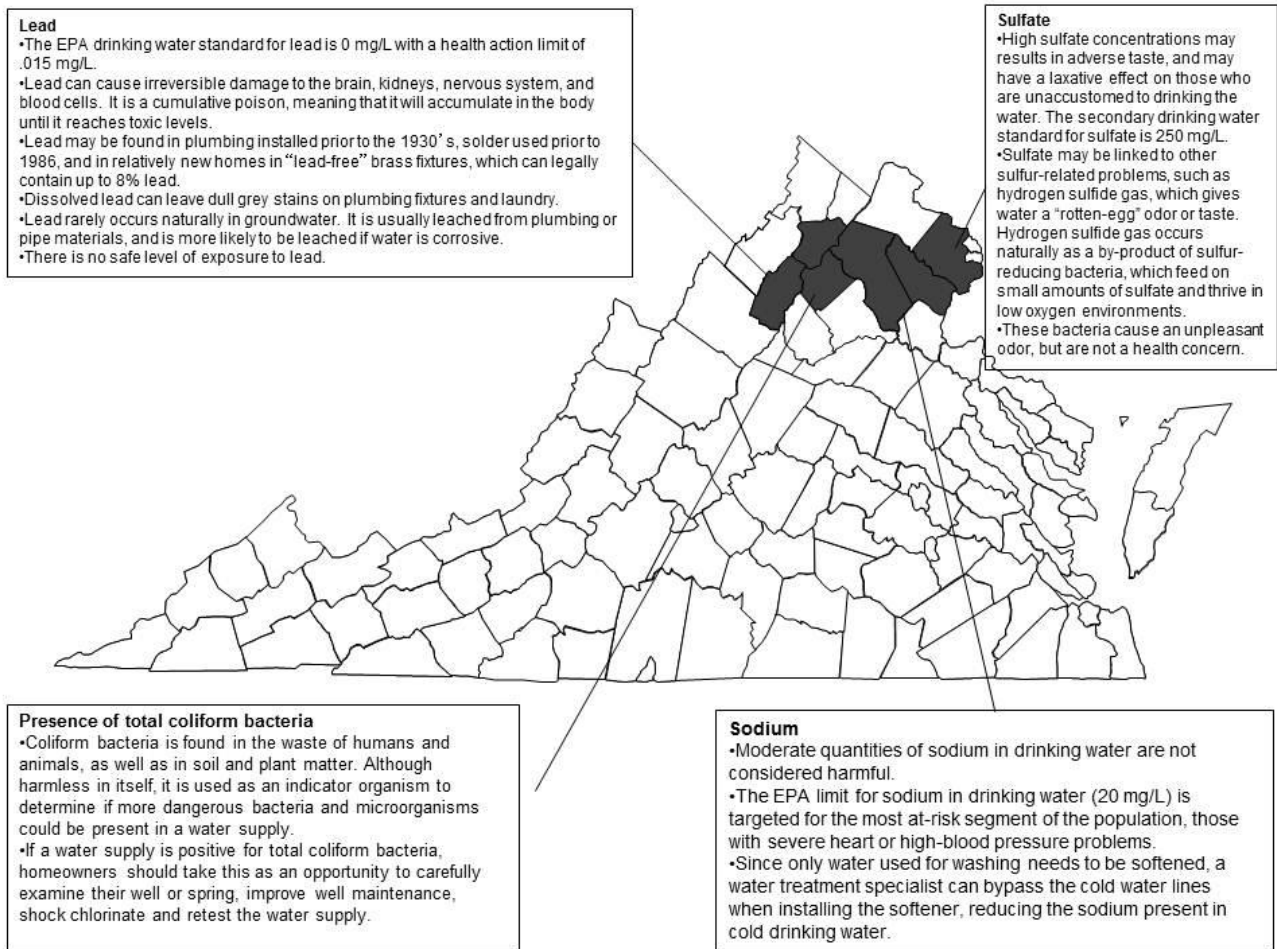 Lead
•The EPA drinking water standard for lead is 0 mg/L with a health action limit of
.015 mg/L.
•Lead can cause irreversible damage to the brain, kidneys, nervous system, and
blood cells. It is a cumulative poison, meaning that it will accumulate in the body
until it reaches toxic levels.
•Lead may be found in plumbing installed prior to the 1930's, solder used prior to
1986, and in relatively new homes in “lead-free” brass fixtures, which can legally
contain up to 8% lead.
•Dissolved lead can leave dull grey stains on plumbing fixtures and laundry.
•Lead rarely occurs naturally in groundwater. It is usually leached from plumbing or
pipe materials, and is more likely to be leached if water is corrosive.
•There is no safe level of exposure to lead.
Sulfate
•High sulfate concentrations may
results in adverse taste, and may
have a laxative effect on those who
are unaccustomed to drinking the
water. The secondary drinking water
standard for sulfate is 250 mg/L.
•Sulfate may be linked to other
sulfur-related problems, such as
hydrogen sulfide gas, which gives
water a “rotten-egg” odor or taste.
Hydrogen sulfide gas occurs
naturally as a by-product of sulfur-
reducing bacteria, which feed on
small amounts of sulfate and thrive in
low oxygen environments.
•These bacteria cause an unpleasant
odor, but are not a health concern.
Presence of total coliform bacteria
•Coliform bacteria is found in the waste of humans and
animals, as well as in soil and plant matter. Although
harmless in itself, it is used as an indicator organism to
determine if more dangerous bacteria and microorganisms
could be present in a water supply.
•If a water supply is positive for total coliform bacteria,
homeowners should take this as an opportunity to carefully
examine their well or spring, improve well maintenance,
shock chlorinate and retest the water supply.
Sodium
•Moderate quantities of sodium in drinking water are not
considered harmful.
•The EPA limit for sodium in drinking water (20 mg/L) is
targeted for the most at-risk segment of the population, those
with severe heart or high-blood pressure problems.
•Since only water used for washing needs to be softened, a
water treatment specialist can bypass the cold water lines
when installing the softener, reducing the sodium present in
cold drinking water.